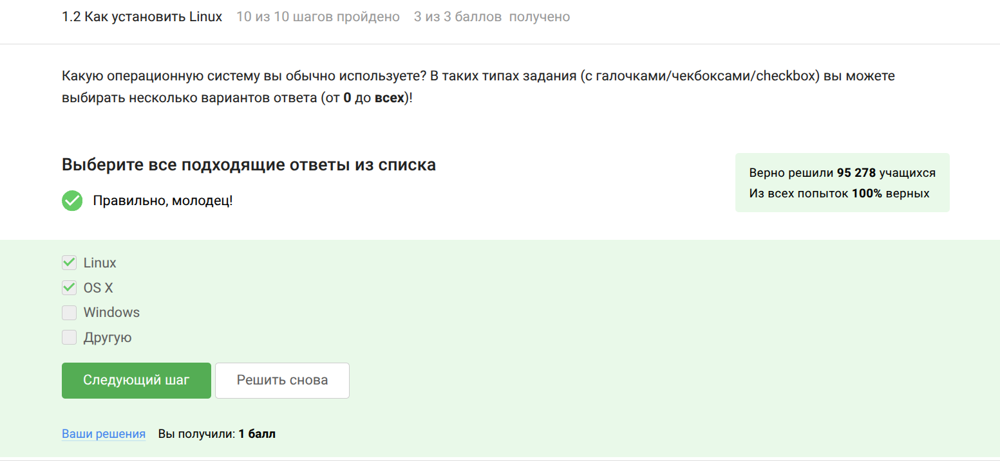 1.2 Как установить Linux 10 из 10 шагов пройдено 3 из 3 баллов получено
Какую операционную систему вы обычно используете? В таких типах задания (с галочками/чекбоксами/checkbox) вы можете
выбирать несколько вариантов ответа (от 0 до всех)!
Выберите все подходящие ответы из списка
Правильно, молодец!
Верно решили 95 278 учащихся
Из всех попыток 100% верных
Linux
OS X
Windows
Другую
Следующий шаг
Решить снова
Ваши решения Вы получили: 1 балл